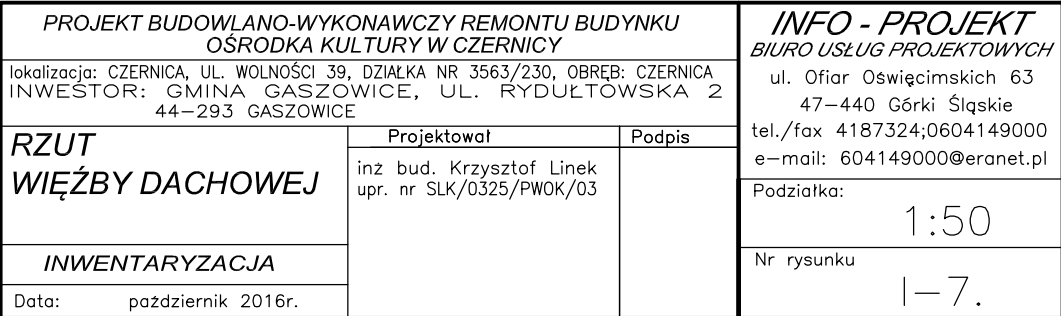 PROJEKT BUDOWLANO-WYKONAWCZY REMONTU BUDYNKU
OŚRODKA KULTURY W CZERNICY
lokalizacja: CZERNICA, UL. WOLNOŚCI 39, DZIAŁKA NR 3563/230, OBRĘB: CZERNICA
INWESTOR: GMINA GASZOWICE, UL. RYDUŁTOWSKA 2
44-293 GASZOWICE
RZUT
WIĘŹBY DACHOWEJ
INWENTARYZACJA
Data: październik 2016r.
Projektował
inż bud. Krzysztof Linek
upr. nr SLK/0325/PWOK/03
Podpis
INFO - PROJEKT
BIURO USŁUG PROJEKTOWYCH
ul. Ofiar Oświęcimskich 63
47-440 Górki Śląskie
tel./fax 4187324;0604149000
e-mail: 604149000@eranet.pl
Podziałka:
1:50
Nr rysunku
I-7.